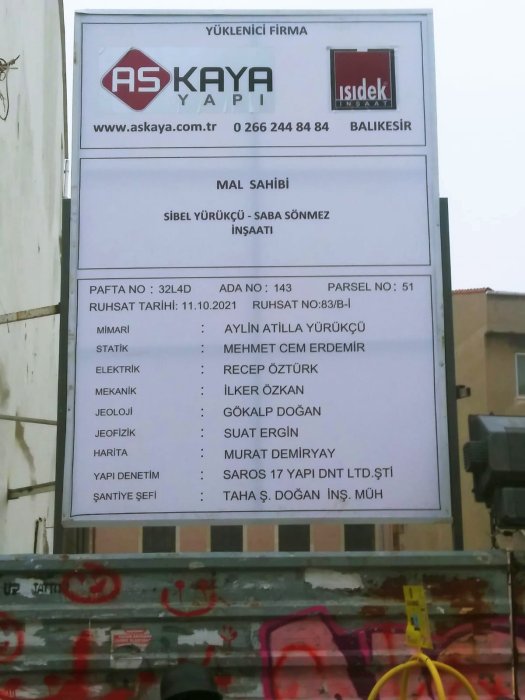 YÜKLENİCİ FİRMA
ASKAYA
YAPI
ısıdek
İNŞAAT
www.askaya.com.tr 0 266 244 84 84 BALIKESİR
MAL SAHİBİ
SİBEL YÜRÜKÇÜ - SABA SÖNMEZ
İNŞAATI
PAFTA NO : 32L4D ADA NO : 143 PARSEL NO : 51
RUHSAT TARİHİ: 11.10.2021 RUHSAT NO:83/B-İ
MİMARİ : AYLİN ATİLLA YÜRÜKÇÜ
STATİK : MEHMET CEM ERDEMİR
ELEKTRİK : RECEP ÖZTÜRK
MEKANİK : İLKER ÖZKAN
JEOLOJİ : GÖKALP DOĞAN
JEOFİZİK : SUAT ERGİN
HARİTA : MURAT DEMİRYAY
YAPI DENETİM : SAROS 17 YAPI DNT LTD.ŞTİ
ŞANTİYE ŞEFİ : TAHA Ş. DOĞAN İNŞ. MÜH